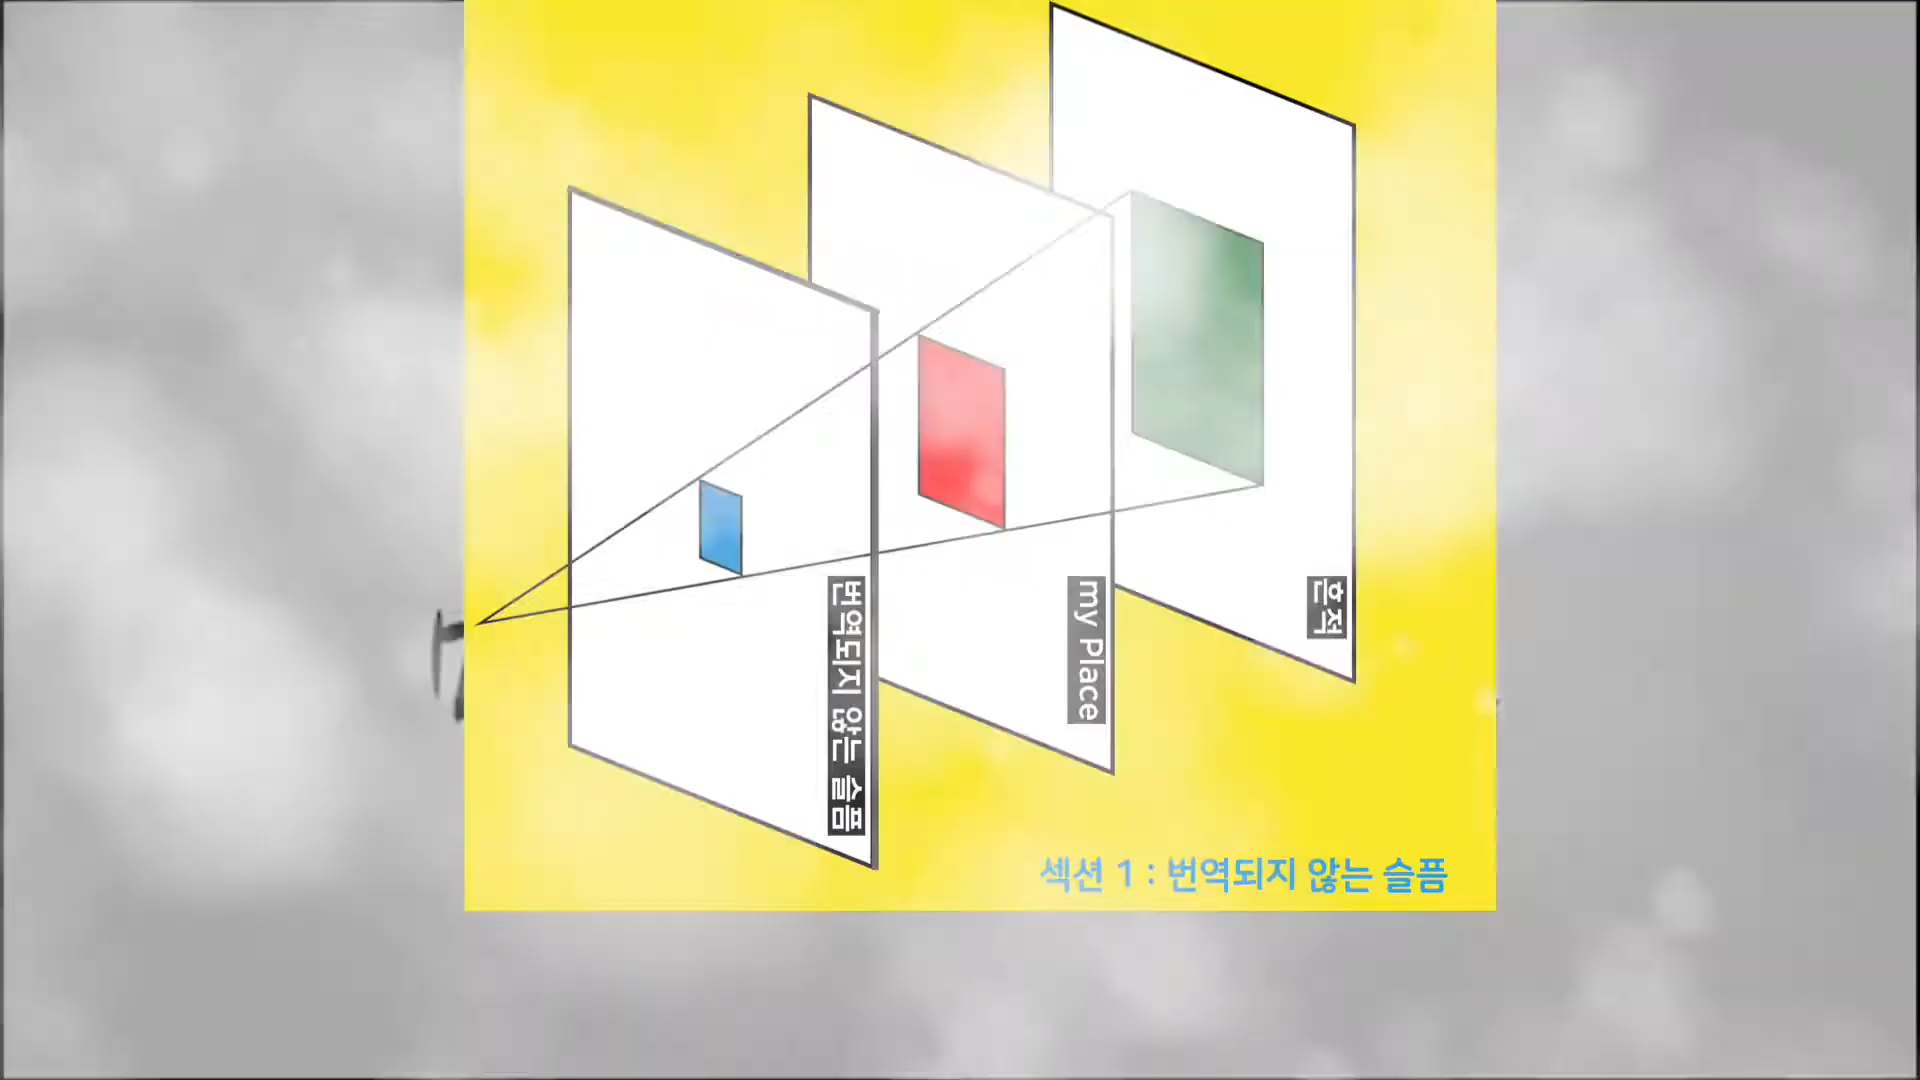 번역되지 않는 슬픔
my Place
흔적
섹션 1 : 번역되지 않는 슬픔